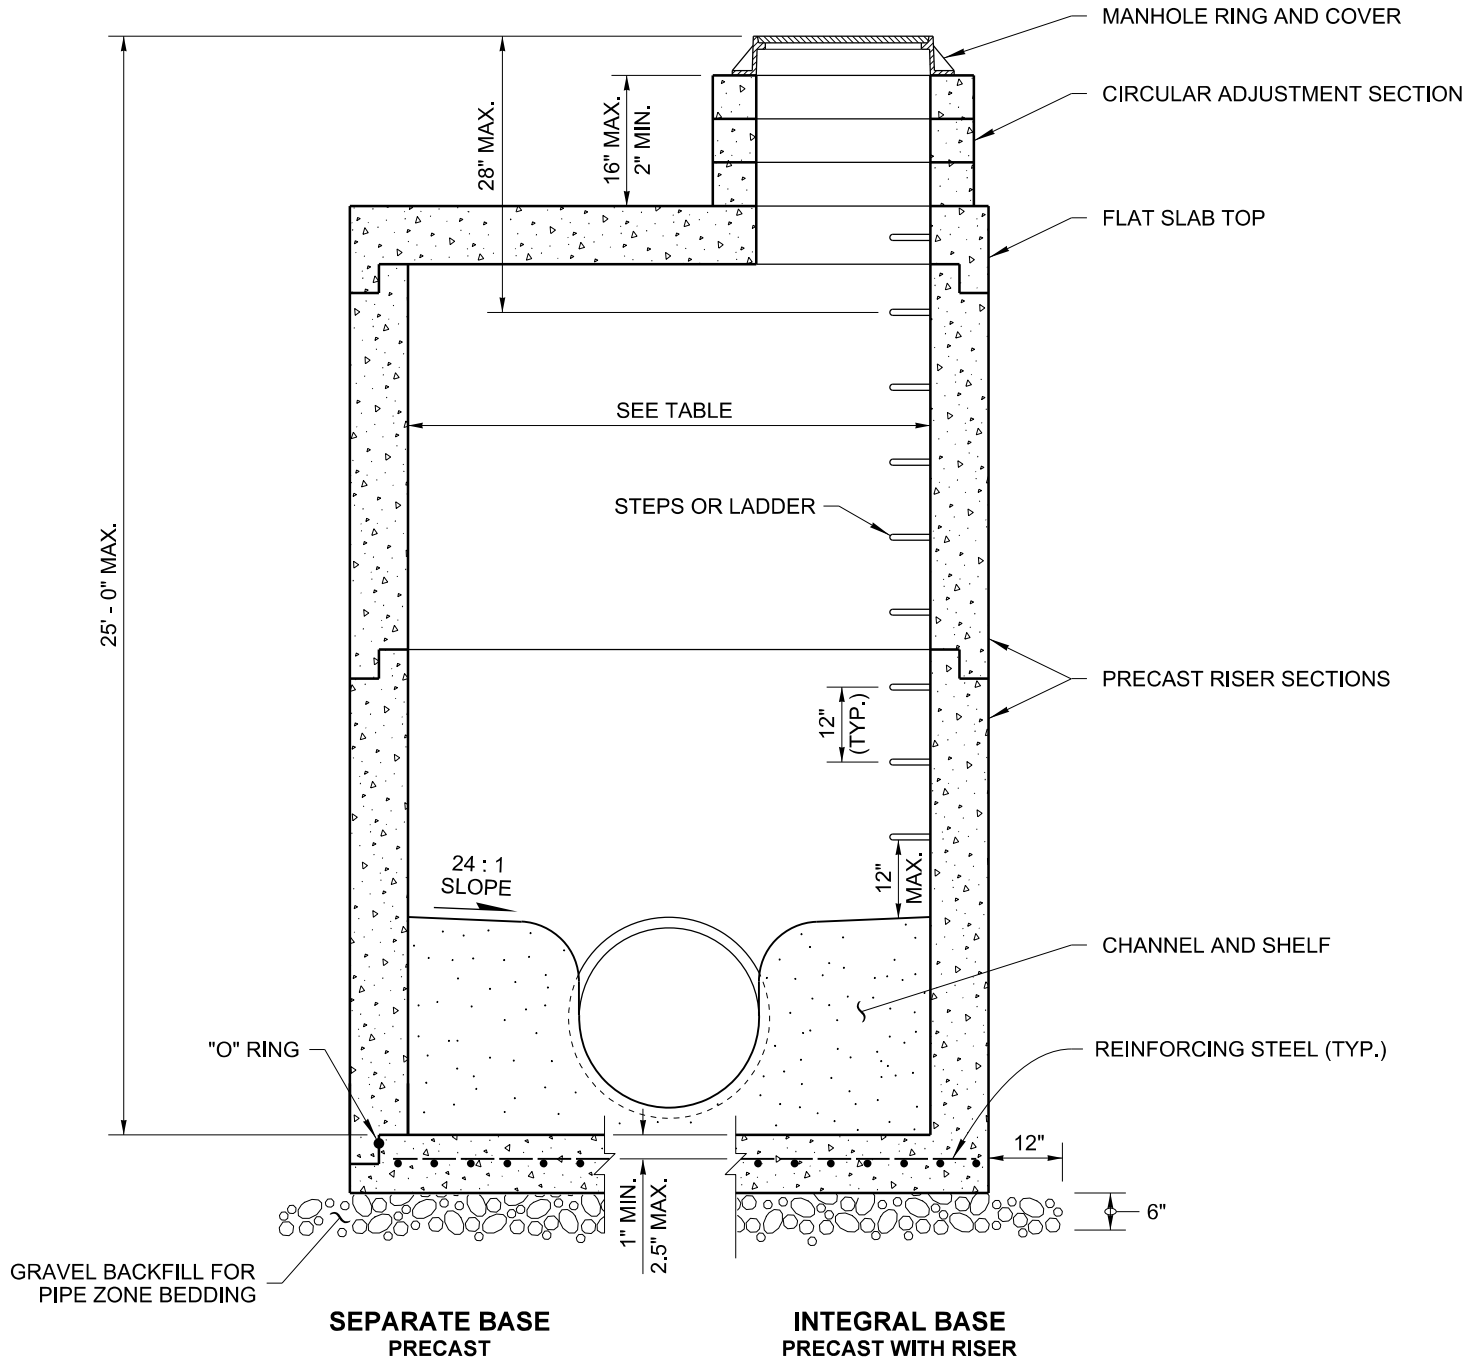 MANHOLE RING AND COVER
CIRCULAR ADJUSTMENT SECTION
28" MAX.
16" MAX.
2" MIN.
FLAT SLAB TOP
SEE TABLE
STEPS OR LADDER
25' - 0" MAX.
PRECAST RISER SECTIONS
12"
(TYP.)
24 : 1
SLOPE
12"
MAX.
CHANNEL AND SHELF
"O" RING
REINFORCING STEEL (TYP.)
12"
1" MIN.
2.5" MAX.
6"
GRAVEL BACKFILL FOR
PIPE ZONE BEDDING
SEPARATE BASE
PRECAST
INTEGRAL BASE
PRECAST WITH RISER